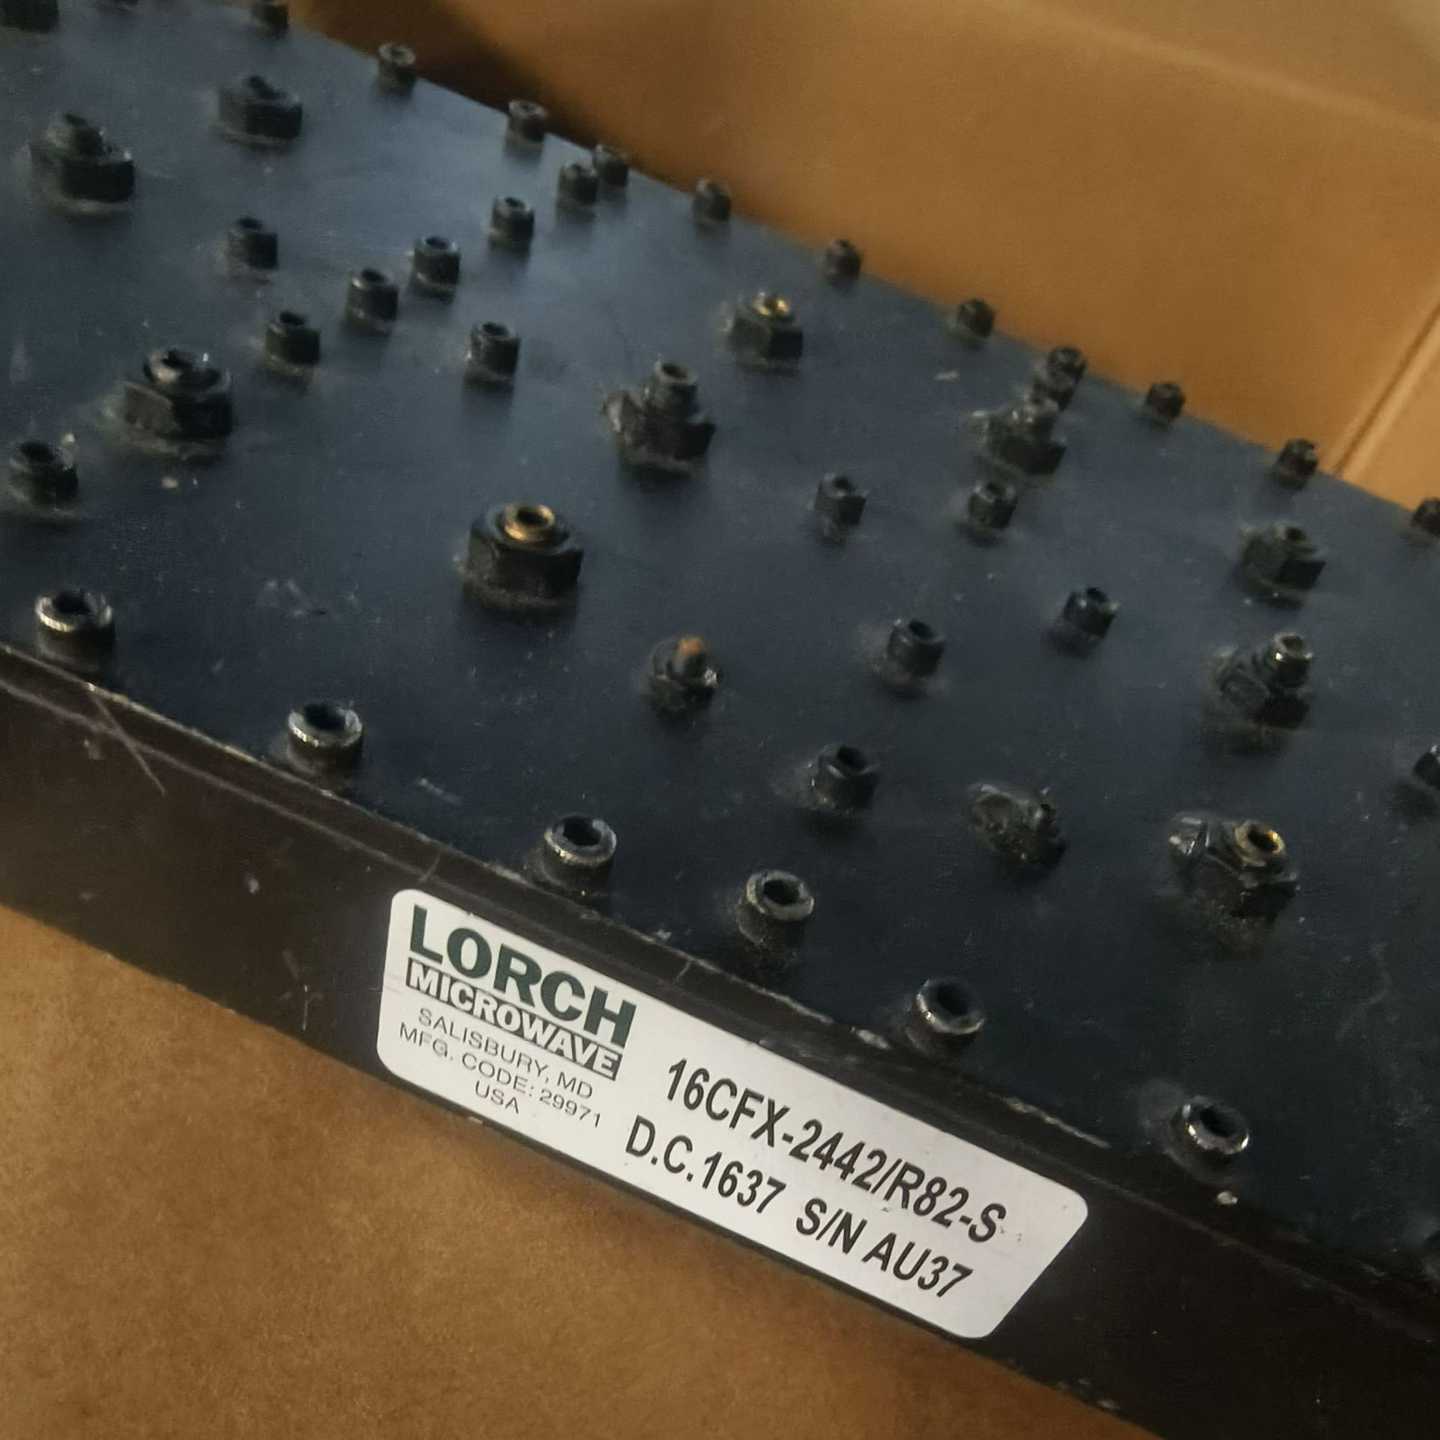 LORCH
MICROWAVE
SALISBURY, MD
MFG. CODE: 29971
USA
16CFX-2442/R82-S
D.C.1637 S/N AU37